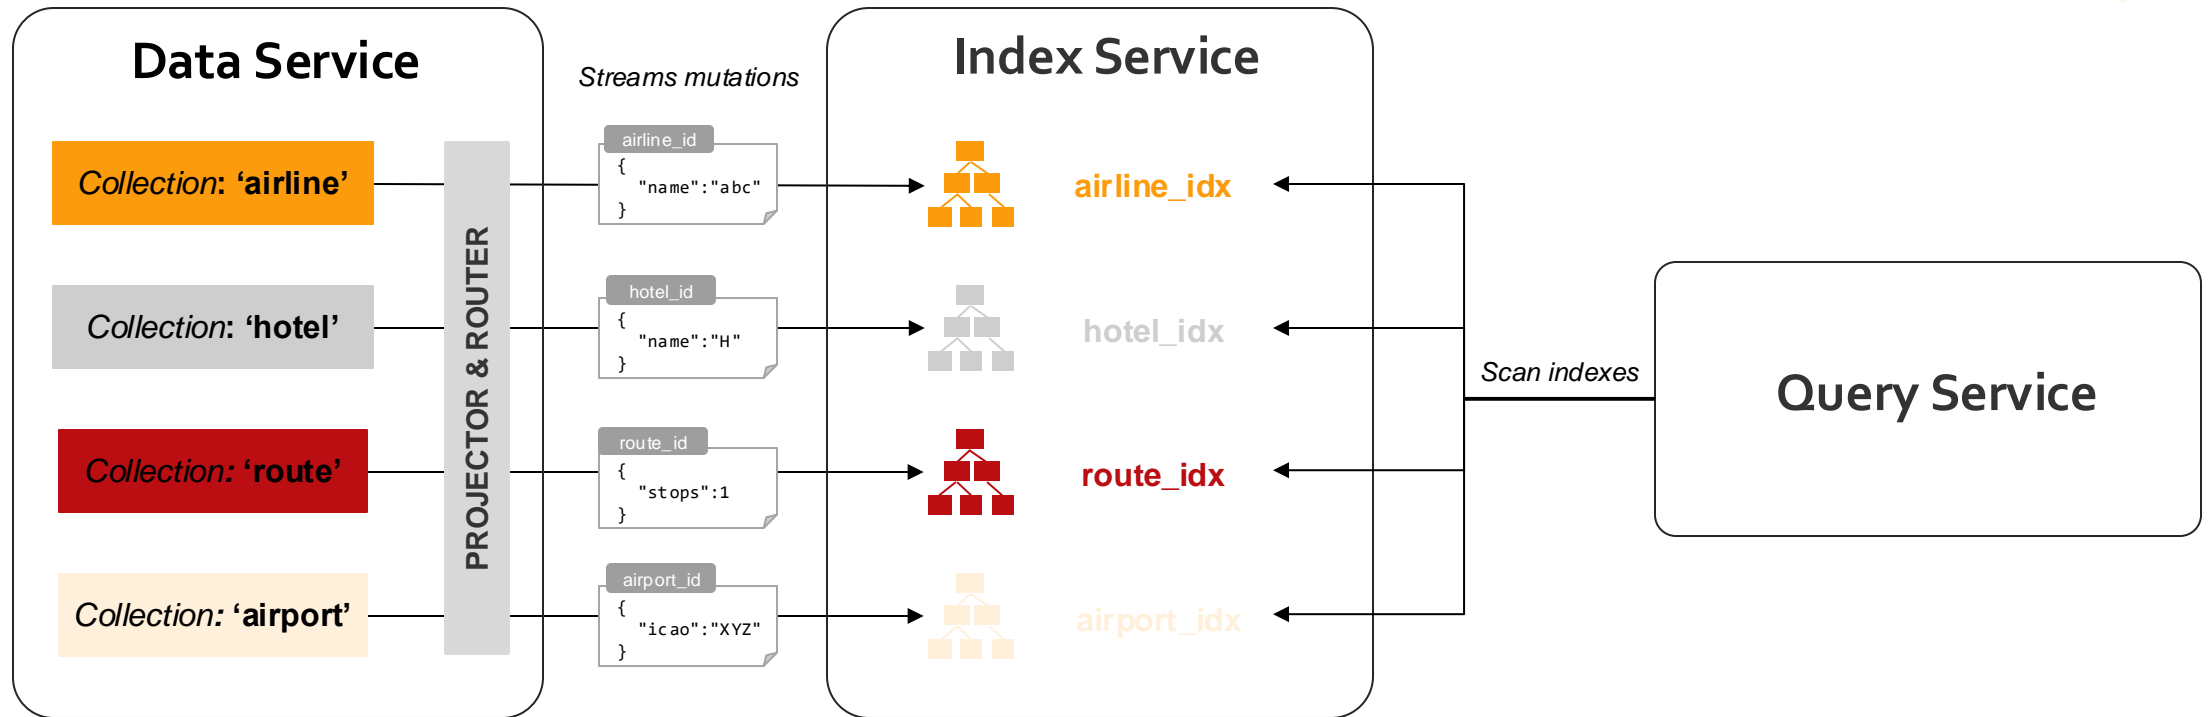 Data Service
Collection: ‘airline’
Collection: ‘hotel’
Collection: ‘route’
Collection: ‘airport’
PROJECTOR & ROUTER
Streams mutations
airline_id
{
"name":"abc"
}
hotel_id
{
"name":"H"
}
route_id
{
"stops":1
}
airport_id
{
"icao":"XYZ"
}
Index Service
airline_idx
hotel_idx
route_idx
airport_idx
Scan indexes
Query Service